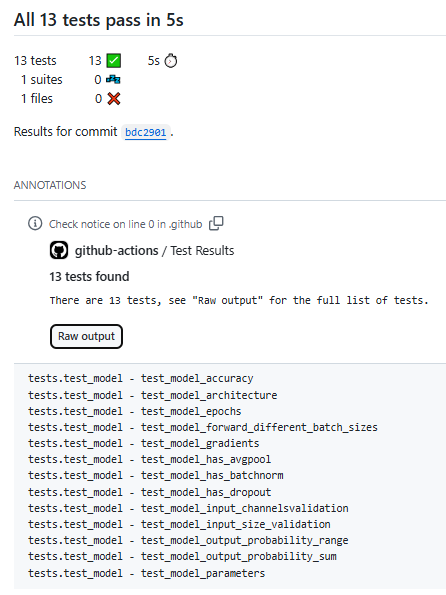 All 13 tests pass in 5s
13 tests 13 ✅ 5s ⏱️
1 suites 0 💤
1 files 0 ❌
Results for commit bdc2901.
ANNOTATIONS
Check notice on line 0 in .github
github-actions / Test Results
13 tests found
There are 13 tests, see "Raw output" for the full list of tests.
Raw output
tests.test_model - test_model_accuracy
tests.test_model - test_model_architecture
tests.test_model - test_model_epochs
tests.test_model - test_model_forward_different_batch_sizes
tests.test_model - test_model_gradients
tests.test_model - test_model_has_avgpool
tests.test_model - test_model_has_batchnorm
tests.test_model - test_model_has_dropout
tests.test_model - test_model_input_channelsvalidation
tests.test_model - test_model_input_size_validation
tests.test_model - test_model_output_probability_range
tests.test_model - test_model_output_probability_sum
tests.test_model - test_model_parameters